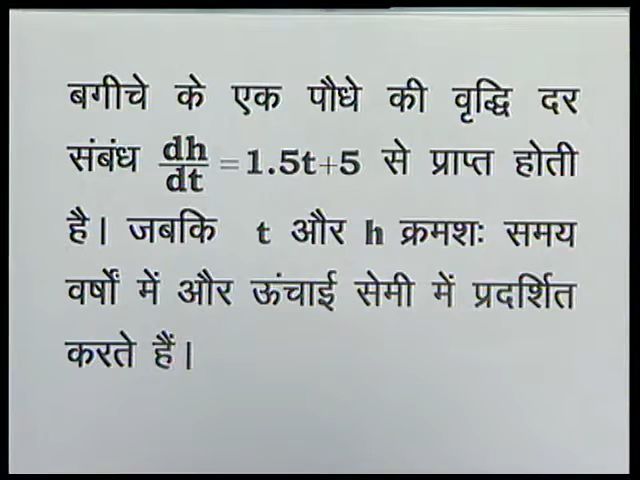 बगीचे के एक पौधे की वृद्धि दर
संबंध dh/dt =1.5t+5 से प्राप्त होती
है। जबकि t और h क्रमशः समय
वर्षों में और ऊंचाई सेमी में प्रदर्शित
करते हैं।